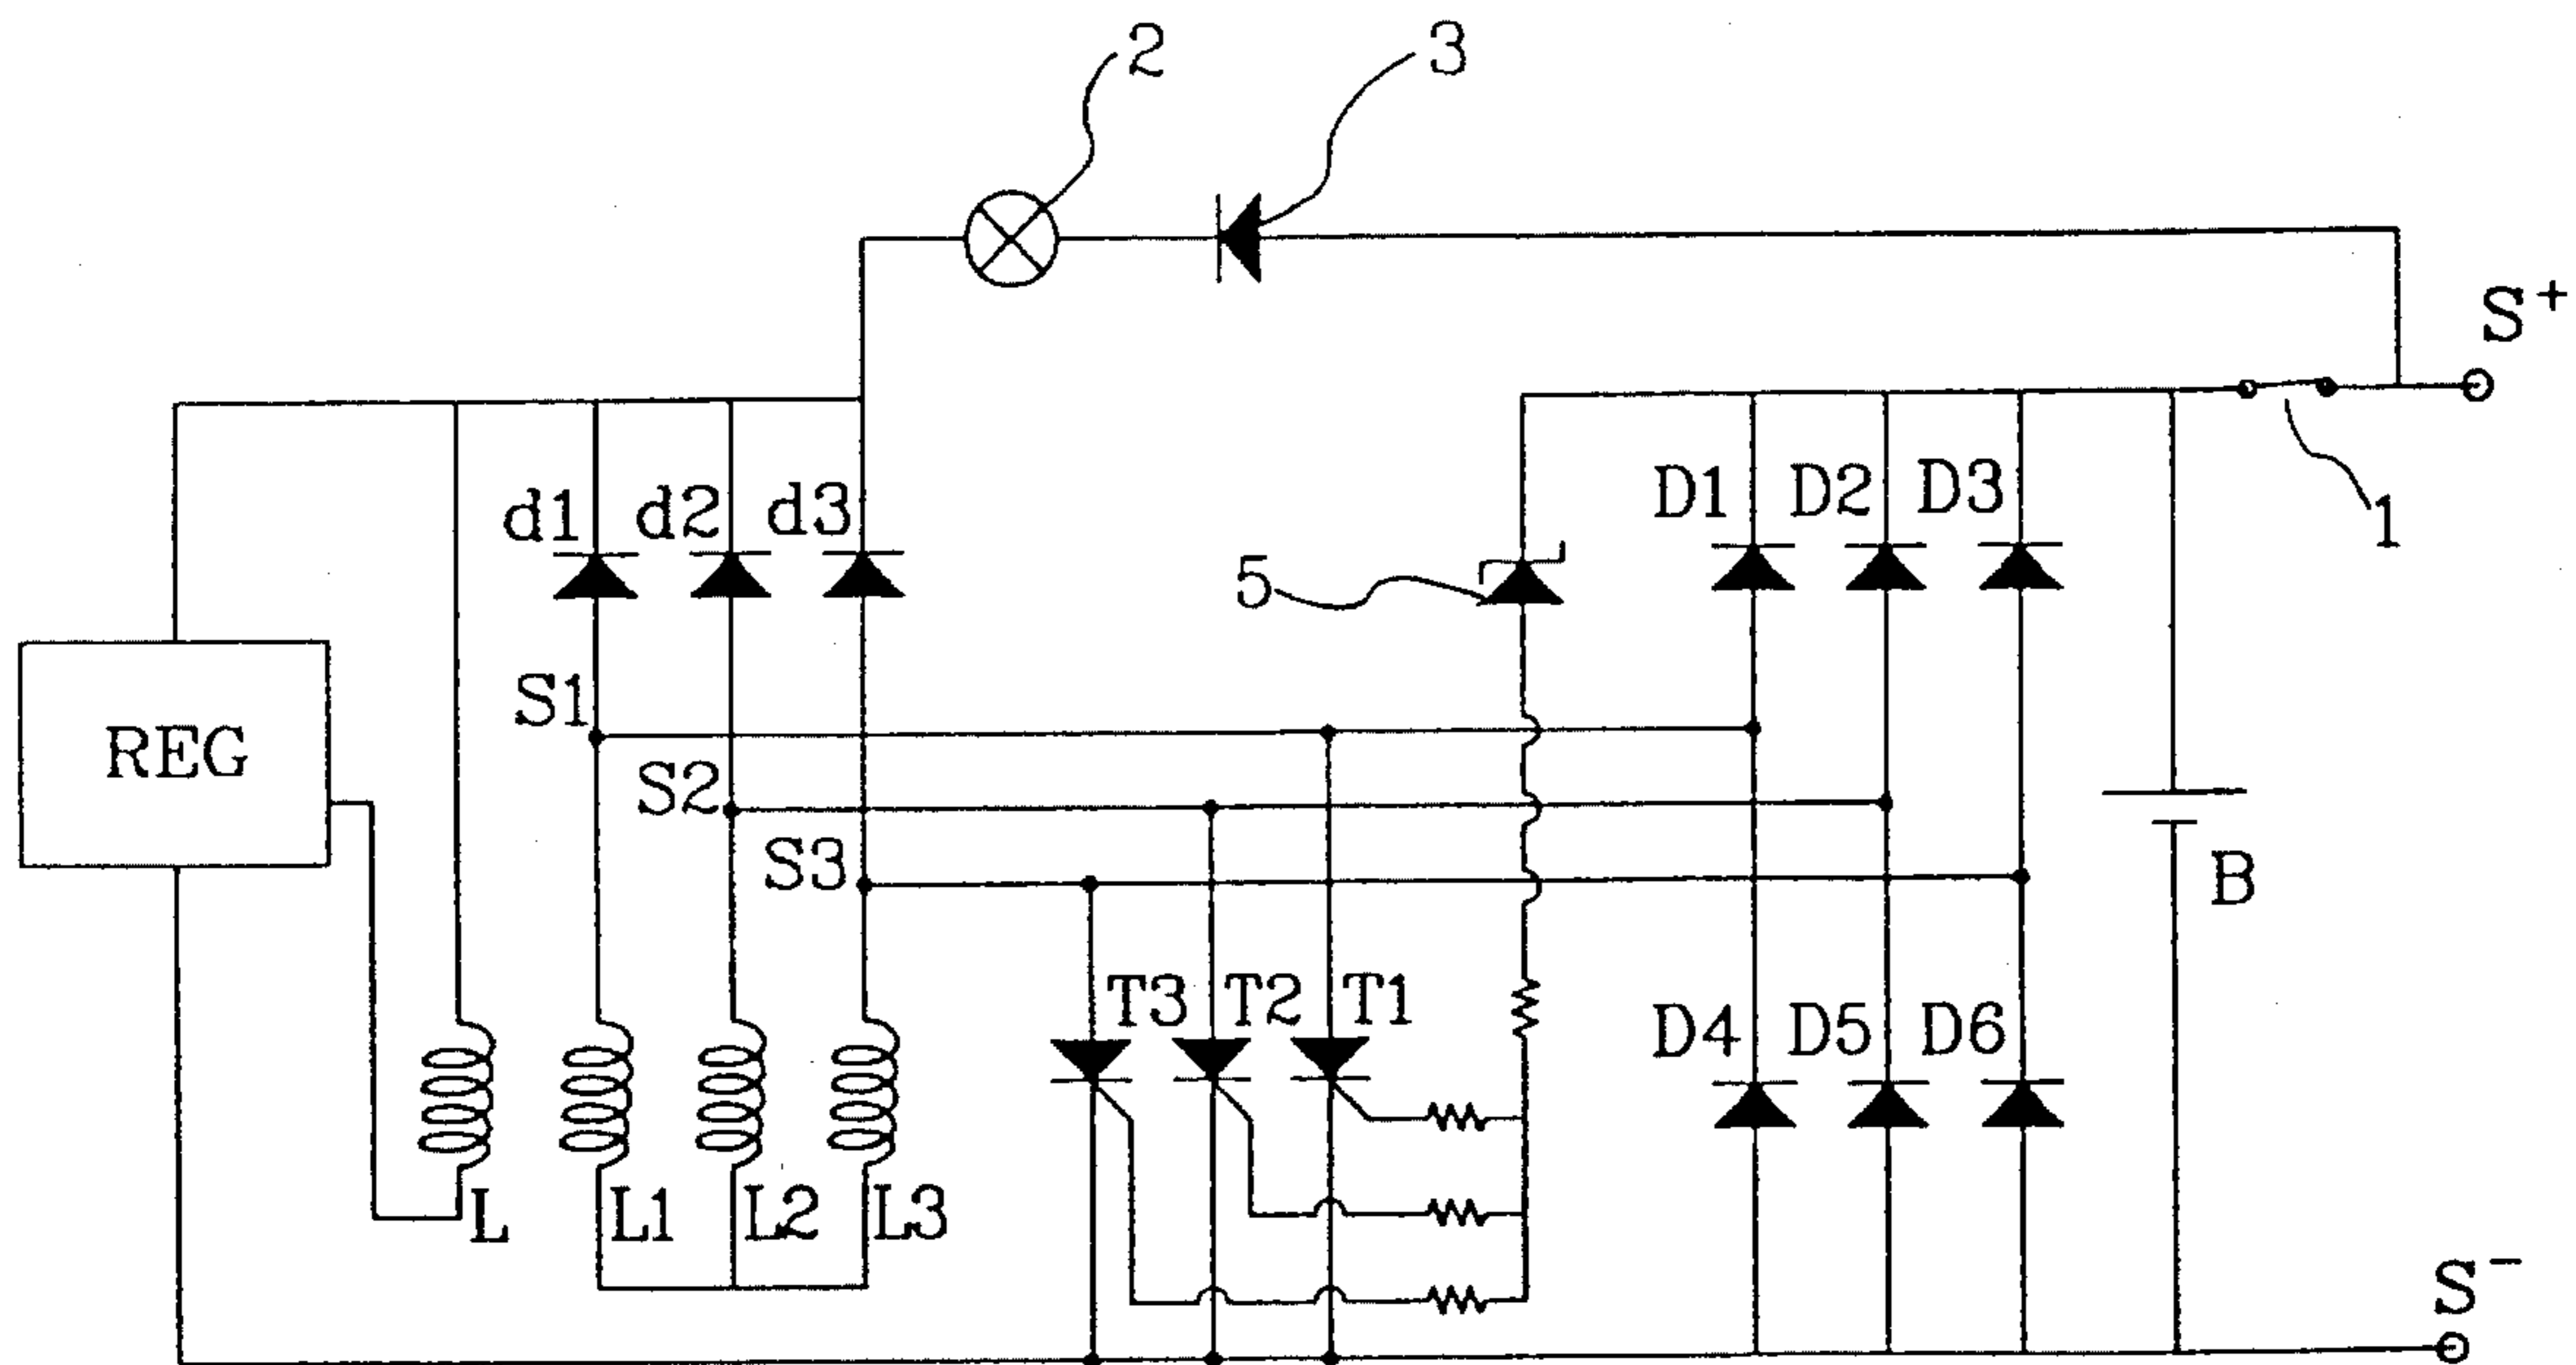 2
3
S+
d1 d2 d3
D1 D2 D3
1
5
S1
REG
S2
S3
B
T3 T2 T1
D4 D5 D6
L L1 L2 L3
S-